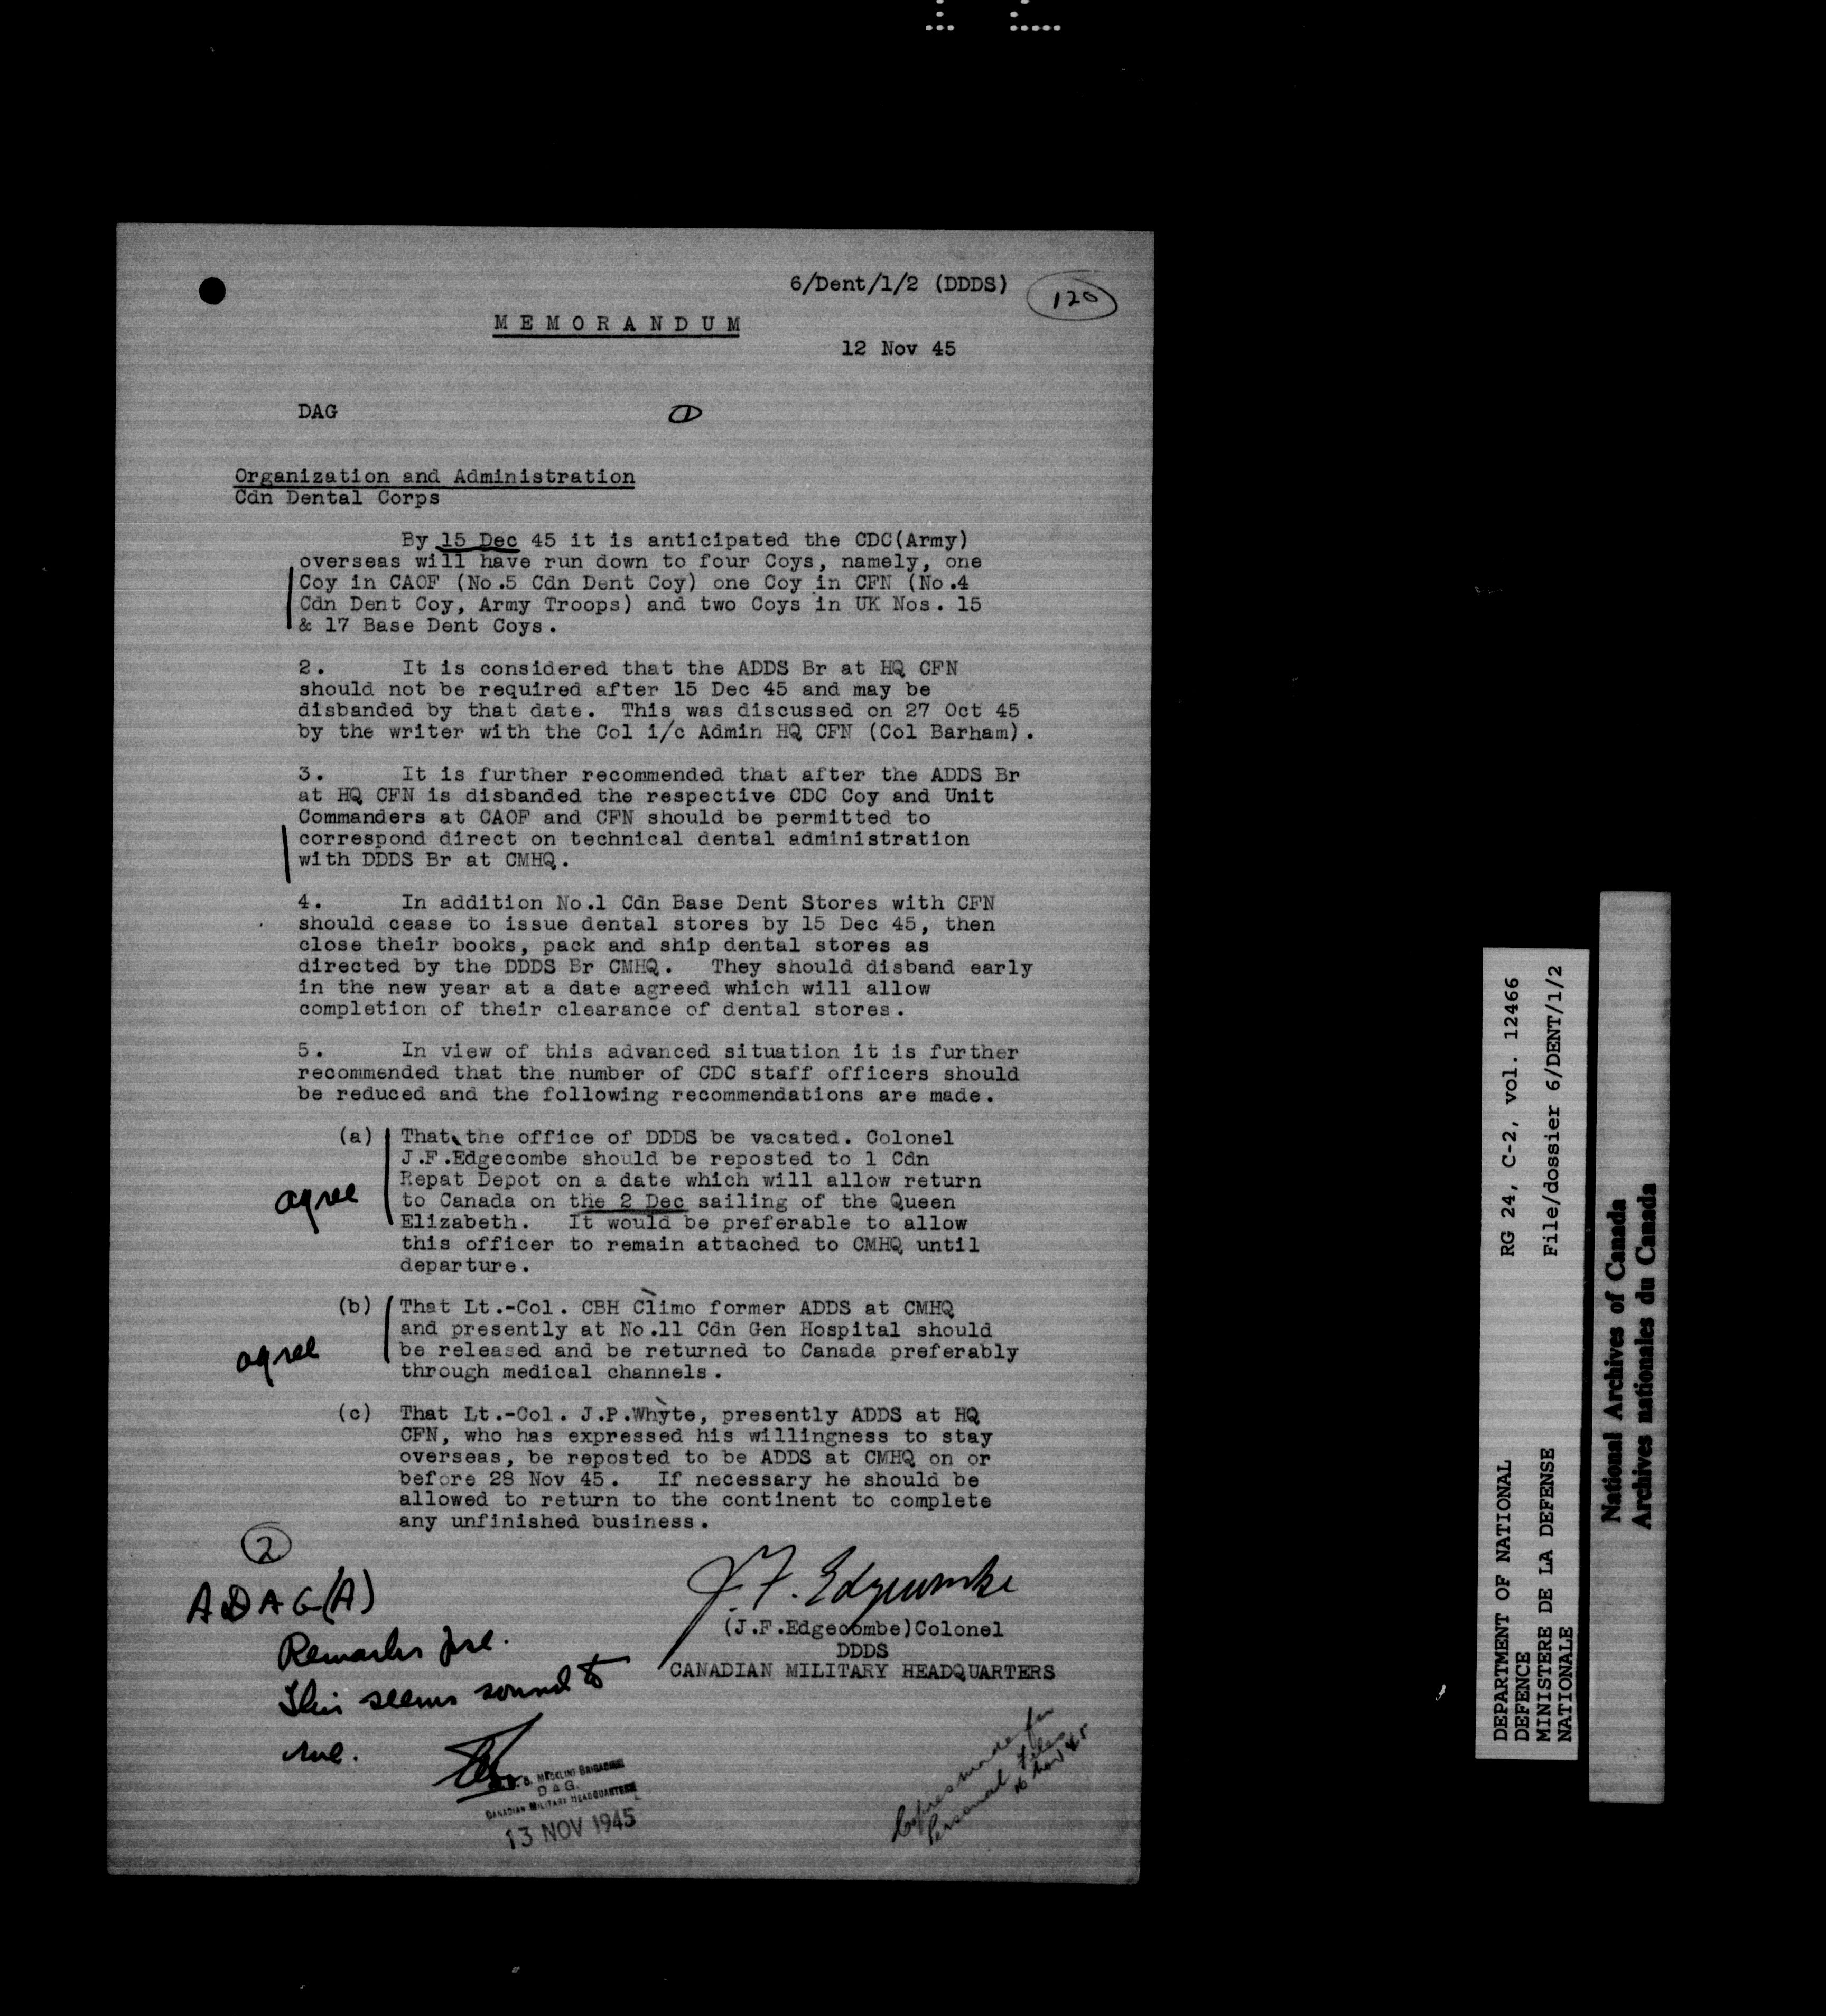 6/Dent/1/2 (DDDS)
120
MEMORANDUM
12 Nov 45
DAG
1
Organization and Administration
Cdn Dental Corps
By 15 Dec 45 it is anticipated the CDC(Army)
overseas will have run down to four Coys, namely, one
Coy in CAOF (No.5 Cdn Dent Coy) one Coy in CFN (No.4
Cdn Dent Coy, Army Troops) and two Coys in UK Nos. 15
& 17 Base Dent Coys.
2. It is considered that the ADDS Br at HQ CFN
should not be required after 15 Dec 45 and may be
disbanded by that date. This was discussed on 27 Oct 45
by the writer with the Col i/c Admin HQ CFN (Col Barham).
3. It is further recommended that after the ADDS Br
at HQ CFN is disbanded the respective CDC Coy and Unit
Commanders at CAOF and CFN should be permitted to
correspond direct on technical dental administration
with DDDS Br at CMHQ.
4. In addition No.1 Cdn Base Dent Stores with CFN
should cease to issue dental stores by 15 Dec 45, then
close their books, pack and ship dental stores as
directed by the DDDS Br CMHQ. They should disband early
in the new year at a date agreed which will allow
completion of their clearance of dental stores.
5. In view of this advanced situation it is further
recommended that the number of CDC staff officers should
be reduced and the following recommendations are made.
(a) That the office of DDDS be vacated. Colonel
J.F.Edgecombe should be reposted to 1 Cdn
Repat Depot on a date which will allow return
agree
to Canada on the 2 Dec sailing of the Queen
Elizabeth. It would be preferable to allow
this officer to remain attached to CMHQ until
departure.
(b) That Lt.-Col. CBH Climo former ADDS at CMHQ
and presently at No.11 Cdn Gen Hospital should
agree
be released and be returned to Canada preferably
through medical channels.
(c) That Lt.-Col. J.P.Whyte, presently ADDS at HQ
CFN, who has expressed his willingness to stay
overseas, be reposted to be ADDS at CMHQ on or
before 28 Nov 45. If necessary he should be
allowed to return to the continent to complete
any unfinished business.
2
ADAG(A)
Remarks pse.
This seems sound to
me.
J.F. Edgecombe
(J.F.Edgecombe)Colonel
DDDS
CANADIAN MILITARY HEADQUARTERS
BRIGADIER
DAG.
CANADIAN MILITARY HEADQUARTERS
13 NOV 1945
Copies made for
Personal Files
16 Nov 45
DEPARTMENT OF NATIONAL
DEFENCE
MINISTERE DE LA DEFENSE
NATIONALE
RG 24, C-2, vol. 12466
File/dossier 6/DENT/1/2
National Archives of Canada
Archives nationales du Canada